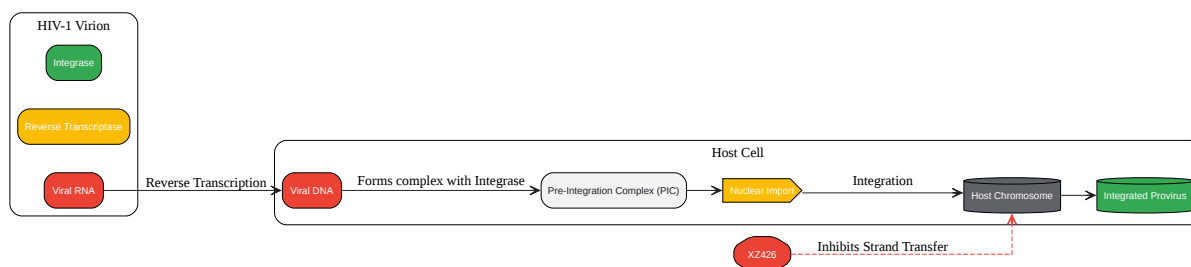 HIV-1 Virion
Integrase
Reverse Transcriptase
Viral RNA
Reverse Transcription
Host Cell
Viral DNA
Forms complex with Integrase
Pre-Integration Complex (PIC)
Nuclear Import
Integration
Host Chromosome
Integrated Provirus
XZ426
Inhibits Strand Transfer